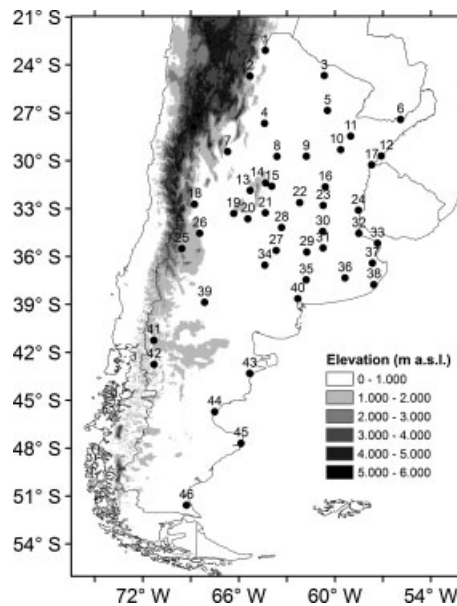 21° S
24° S
27° S
30° S
33° S
36° S
39° S
42° S
45° S
48° S
51° S
54° S
1
2
3
4
5
6
7
8
9
10
11
12
13
14
15
16
17
18
19
20
21
22
23
24
25
26
27
28
29
30
31
32
33
34
35
36
37
38
39
40
41
42
43
44
45
46
Elevation (m a.s.l.)
0 - 1.000
1.000 - 2.000
2.000 - 3.000
3.000 - 4.000
4.000 - 5.000
5.000 - 6.000
72° W
66° W
60° W
54° W